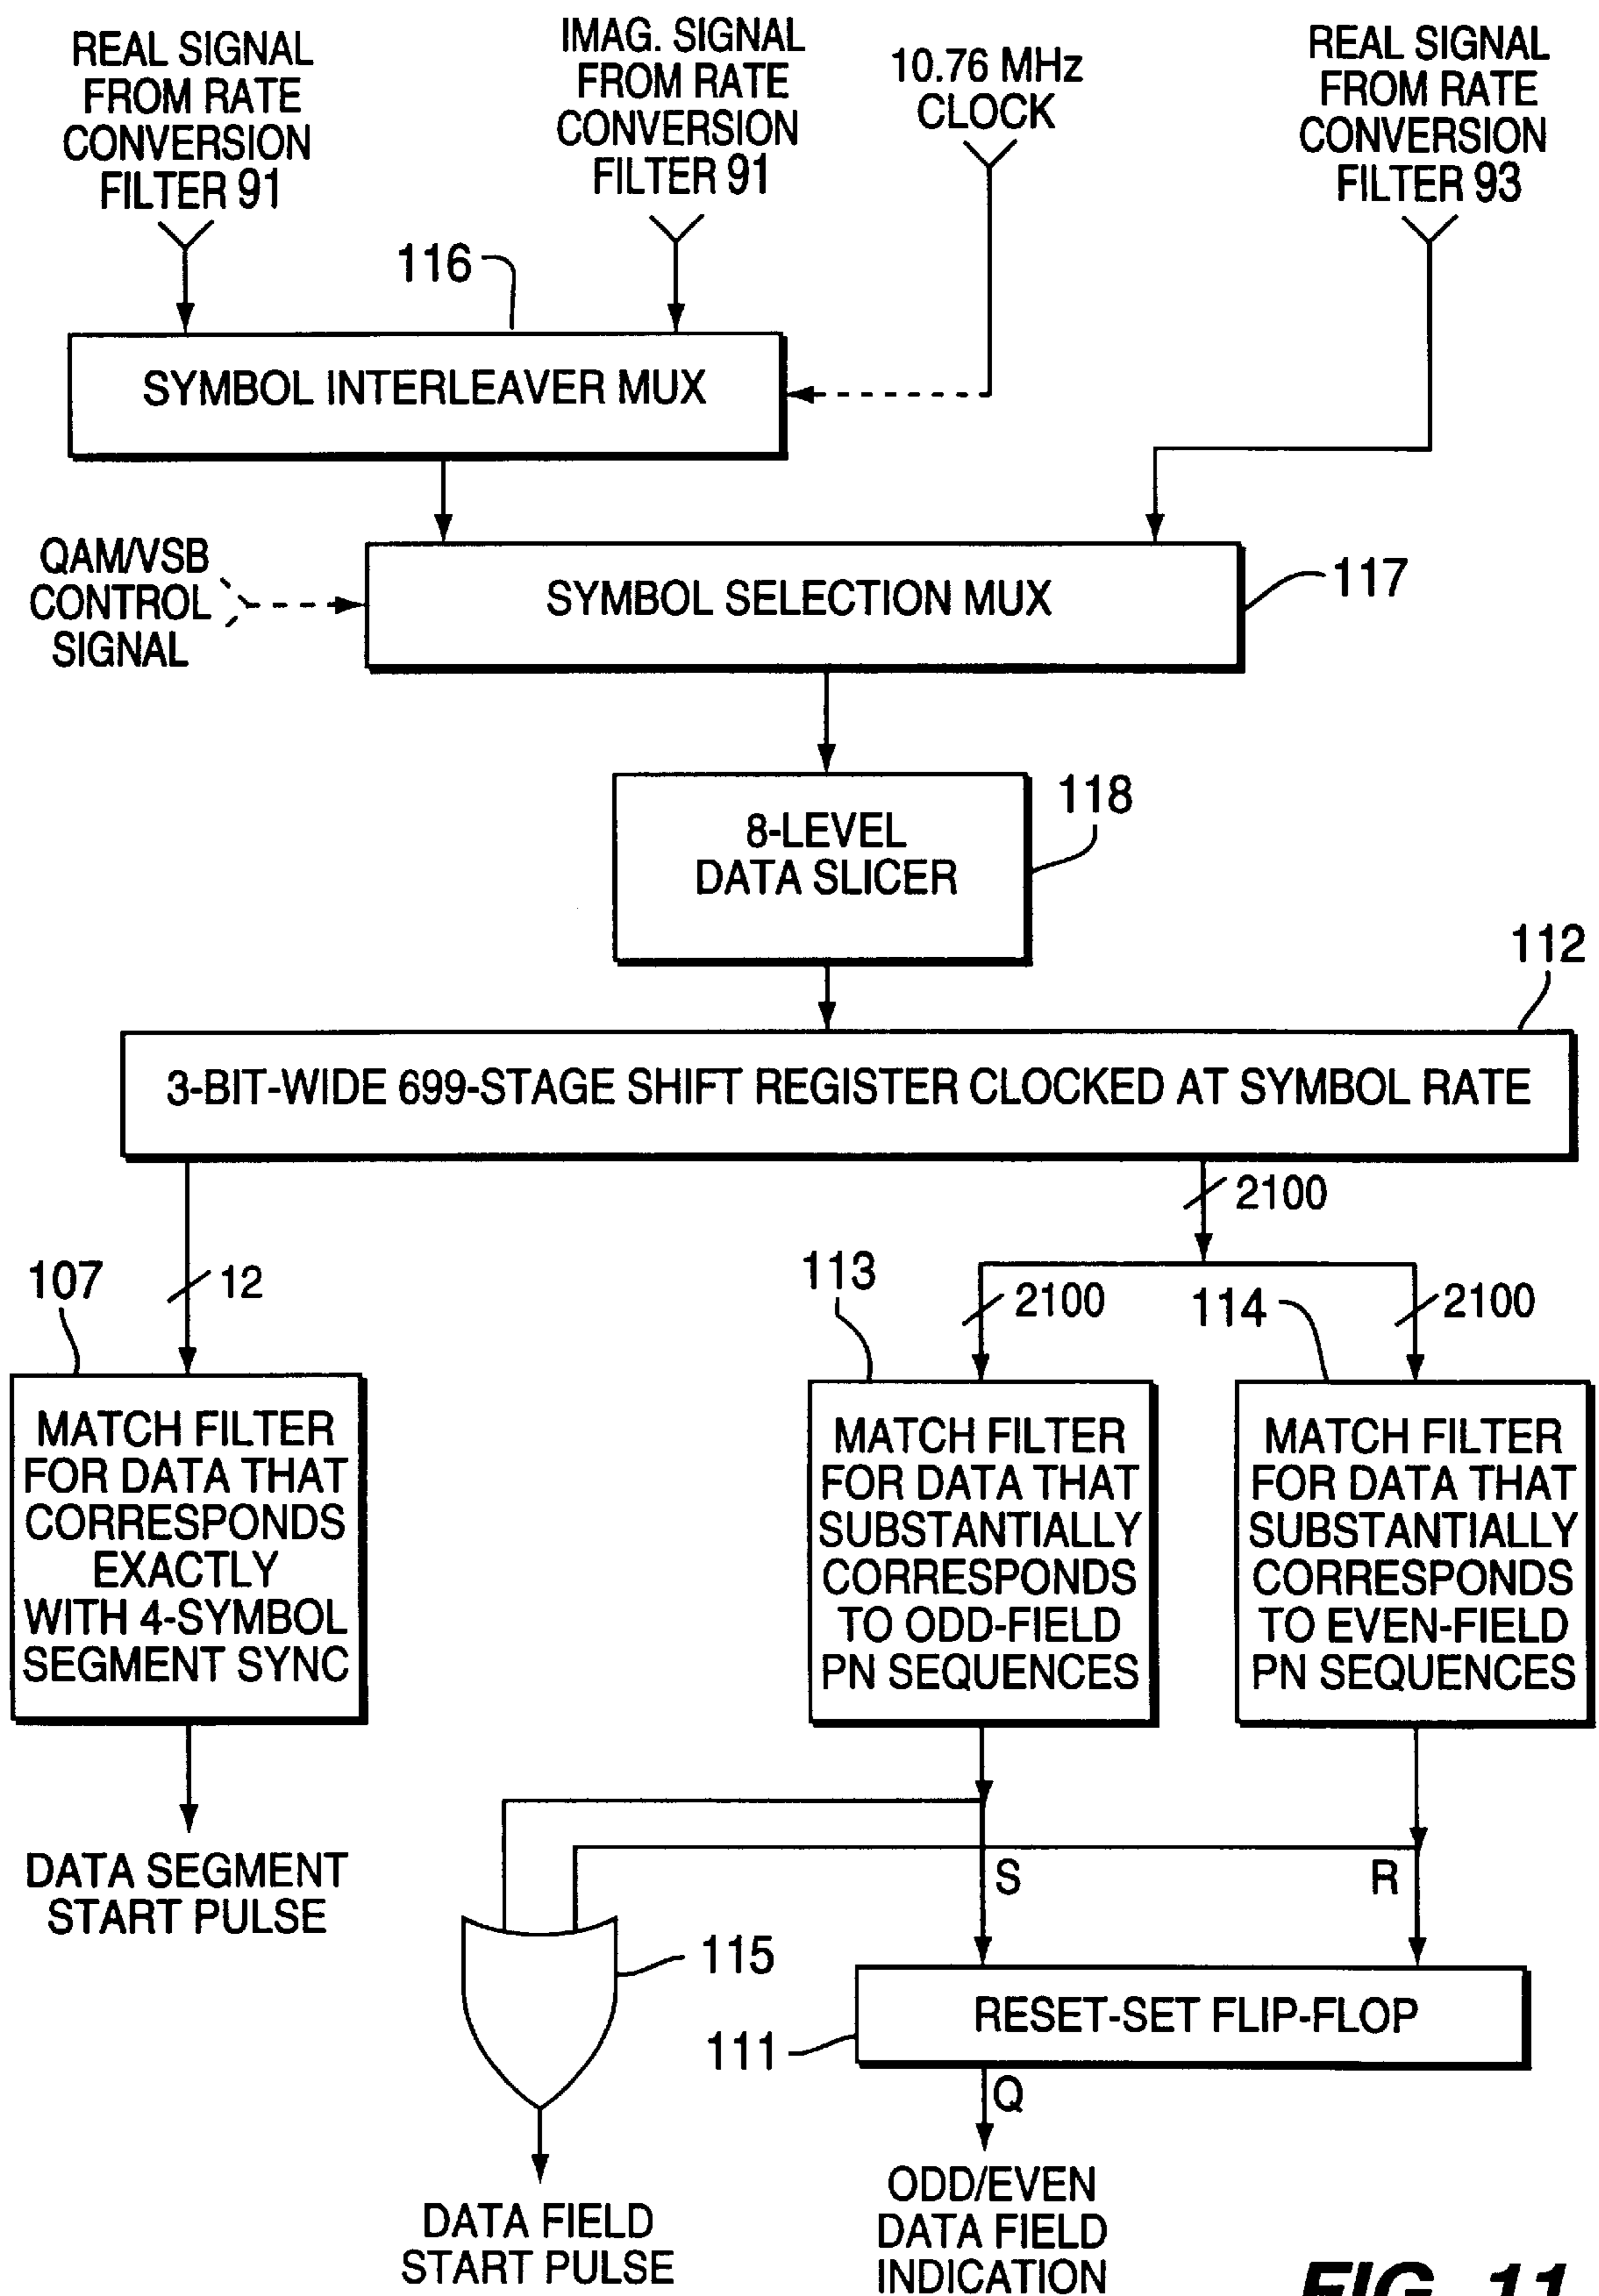 REAL SIGNAL
FROM RATE
CONVERSION
FILTER 91
IMAG. SIGNAL
FROM RATE
CONVERSION
FILTER 91
10.76 MHz
CLOCK
REAL SIGNAL
FROM RATE
CONVERSION
FILTER 93
116
SYMBOL INTERLEAVER MUX
QAM/VSB
CONTROL
SIGNAL
SYMBOL SELECTION MUX
117
8-LEVEL
DATA SLICER
118
112
3-BIT-WIDE 699-STAGE SHIFT REGISTER CLOCKED AT SYMBOL RATE
2100
107
12
113
2100
114
2100
MATCH FILTER
FOR DATA THAT
CORRESPONDS
EXACTLY
WITH 4-SYMBOL
SEGMENT SYNC
MATCH FILTER
FOR DATA THAT
SUBSTANTIALLY
CORRESPONDS
TO ODD-FIELD
PN SEQUENCES
MATCH FILTER
FOR DATA THAT
SUBSTANTIALLY
CORRESPONDS
TO EVEN-FIELD
PN SEQUENCES
DATA SEGMENT
START PULSE
S
R
115
RESET-SET FLIP-FLOP
111
Q
DATA FIELD
START PULSE
ODD/EVEN
DATA FIELD
INDICATION
FIG. 11